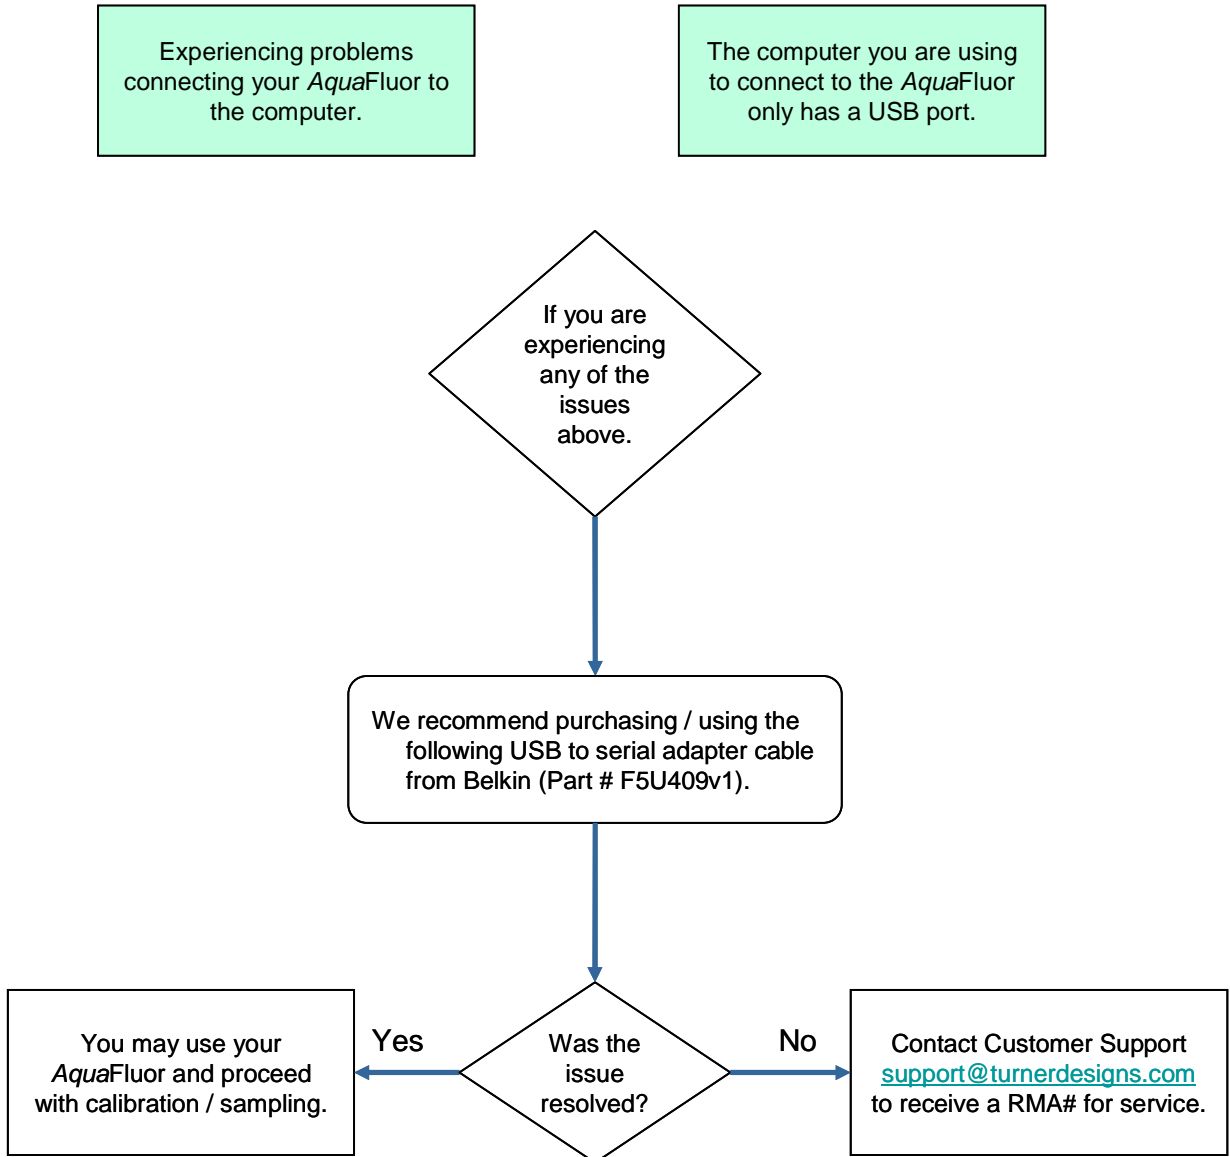 Experiencing problems
connecting your AquaFluor to
the computer.
The computer you are using
to connect to the AquaFluor
only has a USB port.
If you are
experiencing
any of the
issues
above.
We recommend purchasing / using the
following USB to serial adapter cable
from Belkin (Part # F5U409v1).
You may use your
AquaFluor and proceed
with calibration / sampling.
Yes
Was the
issue
resolved?
No
Contact Customer Support
support@turnerdesigns.com
to receive a RMA# for service.